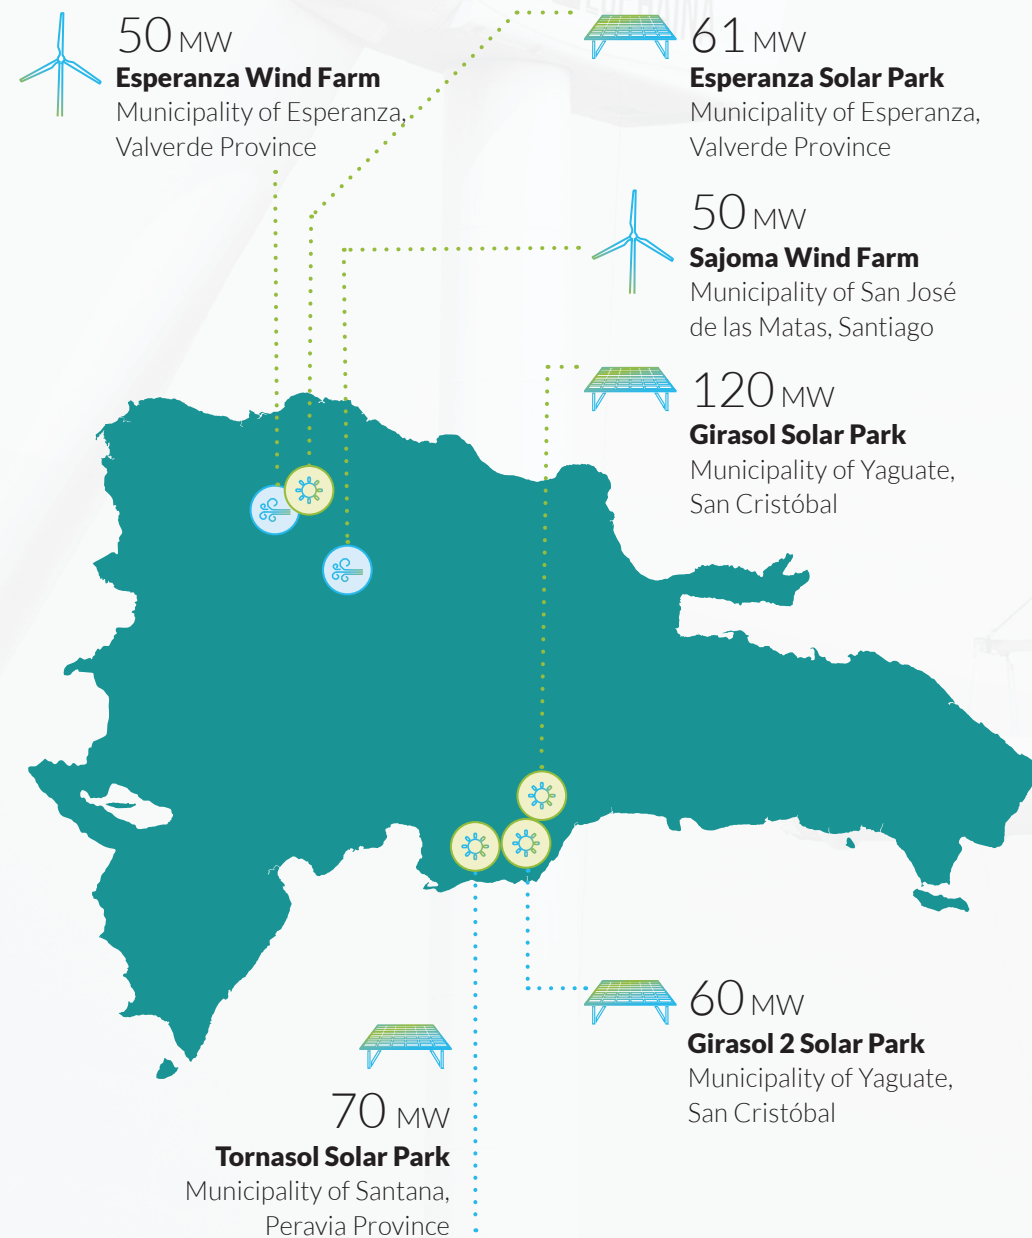 50 MW
Esperanza Wind Farm
Municipality of Esperanza,
Valverde Province
61 MW
Esperanza Solar Park
Municipality of Esperanza,
Valverde Province
50 MW
Sajoma Wind Farm
Municipality of San José
de las Matas, Santiago
120 MW
Girasol Solar Park
Municipality of Yaguate,
San Cristóbal
60 MW
Girasol 2 Solar Park
Municipality of Yaguate,
San Cristóbal
70 MW
Tornasol Solar Park
Municipality of Santana,
Peravia Province